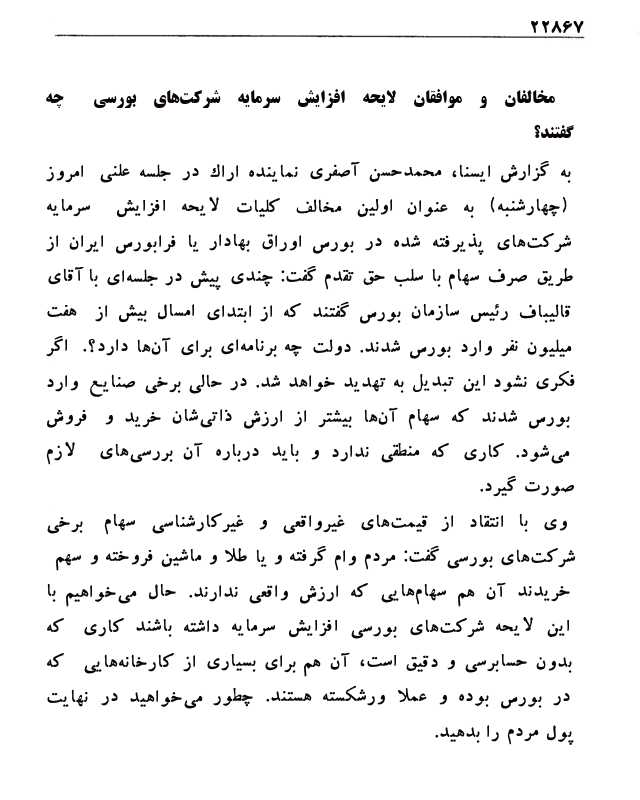 ۲۲۸۶۷
مخالفان و موافقان لایحه افزایش سرمایه شرکت‌های بورسی چه
گفتند؟
به گزارش ایسنا، محمدحسن آصفری نماینده اراك در جلسه علنی امروز
(چهارشنبه) به عنوان اولین مخالف کلیات لایحه افزایش سرمایه
شرکت‌های پذیرفته شده در بورس اوراق بهادار یا فرابورس ایران از
طریق صرف سهام با سلب حق تقدم گفت: چندی پیش در جلسه‌ای با آقای
قالیباف رئیس سازمان بورس گفتند که از ابتدای امسال بیش از هفت
میلیون نفر وارد بورس شدند. دولت چه برنامه‌ای برای آن‌ها دارد؟. اگر
فکری نشود این تبدیل به تهدید خواهد شد. در حالی برخی صنایع وارد
بورس شدند که سهام آن‌ها بیشتر از ارزش ذاتی‌شان خرید و فروش
می‌شود. کاری که منطقی ندارد و باید درباره آن بررسی‌های لازم
صورت گیرد.
وی با انتقاد از قیمت‌های غیرواقعی و غیرکارشناسی سهام برخی
شرکت‌های بورسی گفت: مردم وام گرفته و یا طلا و ماشین فروخته و سهم
خریدند آن هم سهام‌هایی که ارزش واقعی ندارند. حال می‌خواهیم با
این لایحه شرکت‌های بورسی افزایش سرمایه داشته باشند کاری که
بدون حسابرسی و دقیق است، آن هم برای بسیاری از کارخانه‌هایی که
در بورس بوده و عملا ورشکسته هستند. چطور می‌خواهید در نهایت
پول مردم را بدهید.